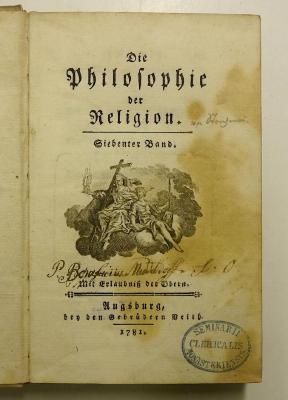 Die
Philosophie
der
Religion.
Siebenter Band.
Mit Erlaubniß der Obern.
Augsburg,
bey den Gebrüdern Veith.
1781.
SEMINARII
CLERICALIS